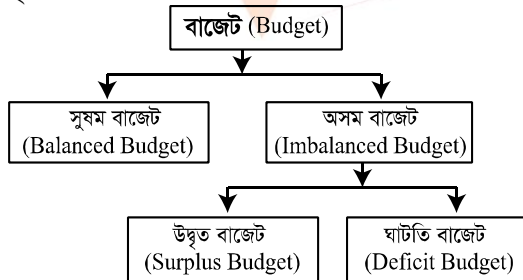 বাজেট (Budget)
সুষম বাজেট
(Balanced Budget)
অসম বাজেট
(Imbalanced Budget)
উদ্বৃত বাজেট
(Surplus Budget)
ঘাটতি বাজেট
(Deficit Budget)